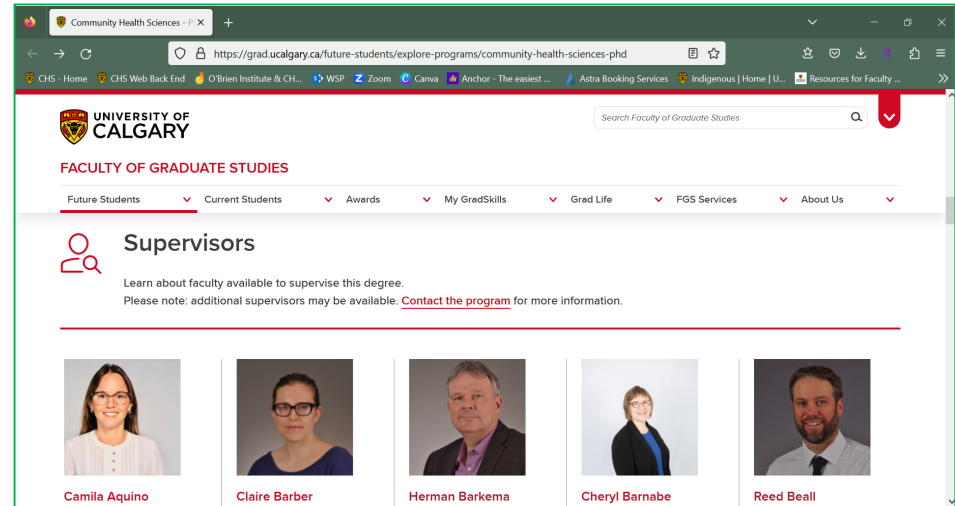 Community Health Sciences - P
https://grad.ucalgary.ca/future-students/explore-programs/community-health-sciences-phd
CHS - Home CHS Web Back End O'Brien Institute & CH... WSP Zoom Canva Anchor - The easiest ... Astra Booking Services Indigenous | Home | U... Resources for Faculty ...
UNIVERSITY OF
CALGARY
Search Faculty of Graduate Studies
FACULTY OF GRADUATE STUDIES
Future Students Current Students Awards My GradSkills Grad Life FGS Services About Us
Supervisors
Learn about faculty available to supervise this degree.
Please note: additional supervisors may be available. Contact the program for more information.
Camila Aquino Claire Barber Herman Barkema Cheryl Barnabe Reed Beall